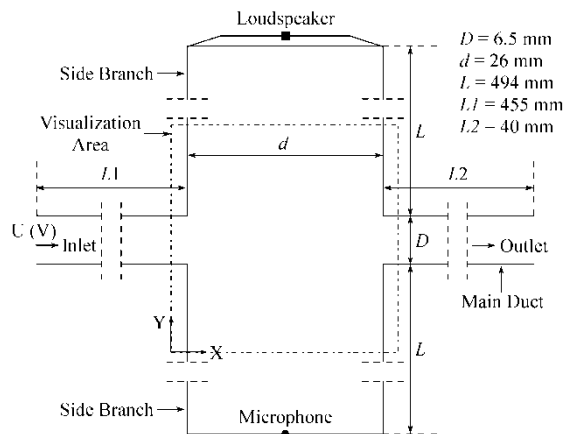 Loudspeaker
D = 6.5 mm
d = 26 mm
L = 494 mm
L1 = 455 mm
L2 - 40 mm
Side Branch
Visualization
Area
L
d
L1
L2
U (V)
Inlet
D
Outlet
Main Duct
Y
X
L
Side Branch
Microphone